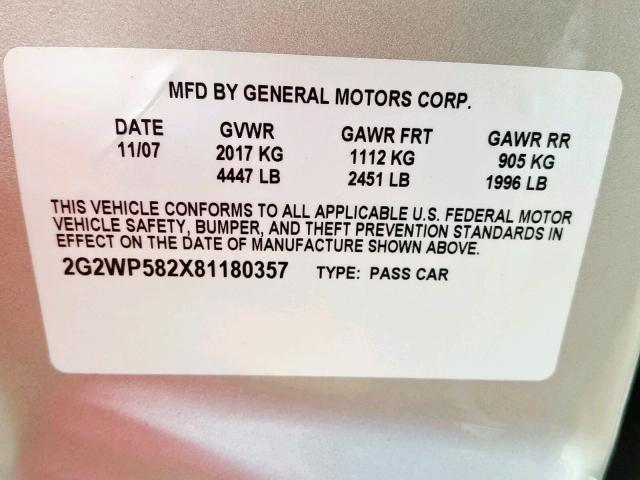 MFD BY GENERAL MOTORS CORP.
DATE GVWR GAWR FRT GAWR RR
11/07 2017 KG 1112 KG 905 KG
4447 LB 2451 LB 1996 LB
THIS VEHICLE CONFORMS TO ALL APPLICABLE U.S. FEDERAL MOTOR
VEHICLE SAFETY, BUMPER, AND THEFT PREVENTION STANDARDS IN
EFFECT ON THE DATE OF MANUFACTURE SHOWN ABOVE.
2G2WP582X81180357 TYPE: PASS CAR